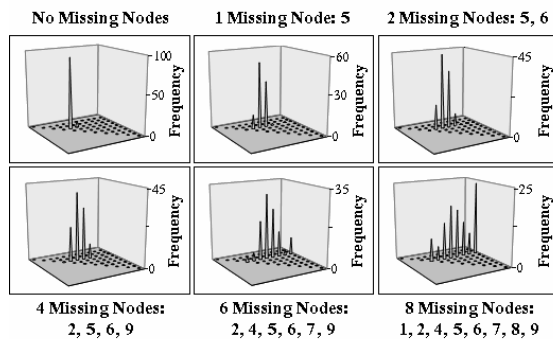 No Missing Nodes
1 Missing Node: 5
2 Missing Nodes: 5, 6
100
50
0
Frequency
60
30
0
Frequency
45
0
Frequency
45
0
Frequency
35
0
Frequency
25
0
Frequency
4 Missing Nodes:
2, 5, 6, 9
6 Missing Nodes:
2, 4, 5, 6, 7, 9
8 Missing Nodes:
1, 2, 4, 5, 6, 7, 8, 9